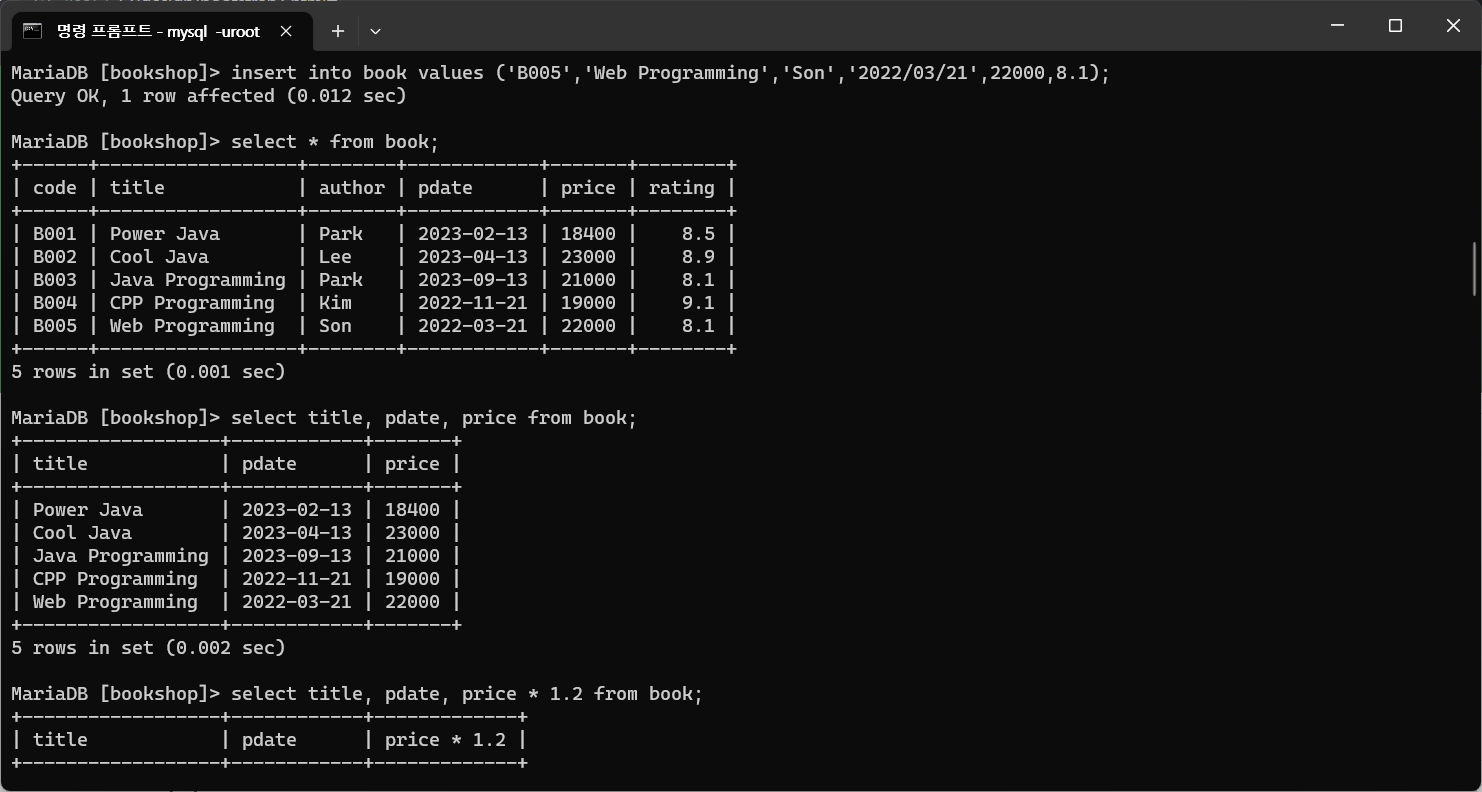 명령 프롬프트 - mysql -uroot
MariaDB [bookshop]> insert into book values ('B005','Web Programming','Son','2022/03/21',22000,8.1);
Query OK, 1 row affected (0.012 sec)
MariaDB [bookshop]> select * from book;
+------+------------------+--------+------------+-------+--------+
| code | title            | author | pdate      | price | rating |
+------+------------------+--------+------------+-------+--------+
| B001 | Power Java       | Park   | 2023-02-13 | 18400 |    8.5 |
| B002 | Cool Java        | Lee    | 2023-04-13 | 23000 |    8.9 |
| B003 | Java Programming | Park   | 2023-09-13 | 21000 |    8.1 |
| B004 | CPP Programming  | Kim    | 2022-11-21 | 19000 |    9.1 |
| B005 | Web Programming  | Son    | 2022-03-21 | 22000 |    8.1 |
+------+------------------+--------+------------+-------+--------+
5 rows in set (0.001 sec)
MariaDB [bookshop]> select title, pdate, price from book;
+------------------+------------+-------+
| title            | pdate      | price |
+------------------+------------+-------+
| Power Java       | 2023-02-13 | 18400 |
| Cool Java        | 2023-04-13 | 23000 |
| Java Programming | 2023-09-13 | 21000 |
| CPP Programming  | 2022-11-21 | 19000 |
| Web Programming  | 2022-03-21 | 22000 |
+------------------+------------+-------+
5 rows in set (0.002 sec)
MariaDB [bookshop]> select title, pdate, price * 1.2 from book;
+------------------+------------+-------------+
| title            | pdate      | price * 1.2 |
+------------------+------------+-------------+